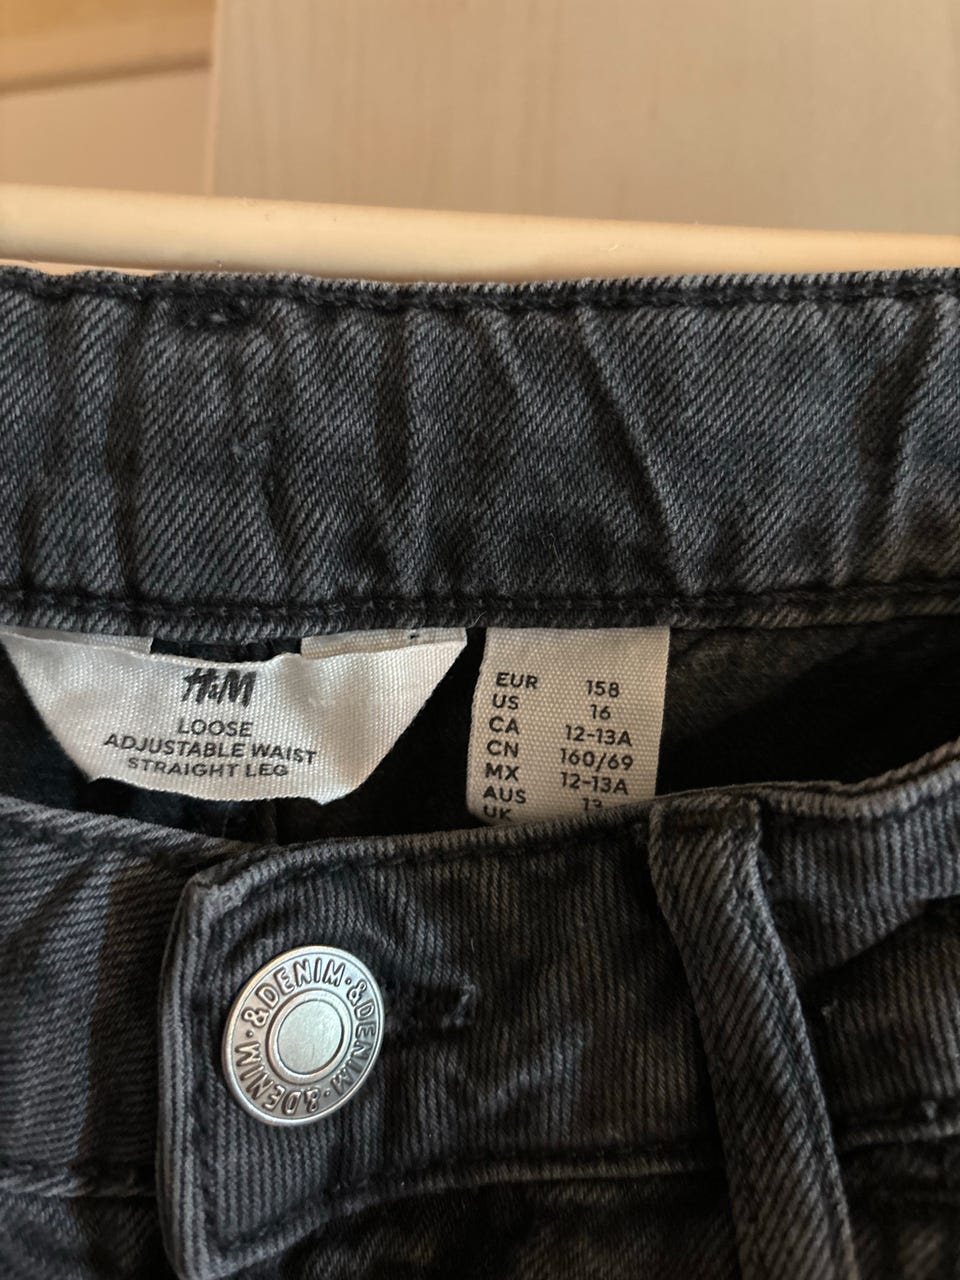 H&M
LOOSE
ADJUSTABLE WAIST
STRAIGHT LEG
EUR 158
US 16
CA 12-13A
CN 160/69
MX 12-13A
AUS 13
UK
&DENIM·&DENIM·&DENIM·